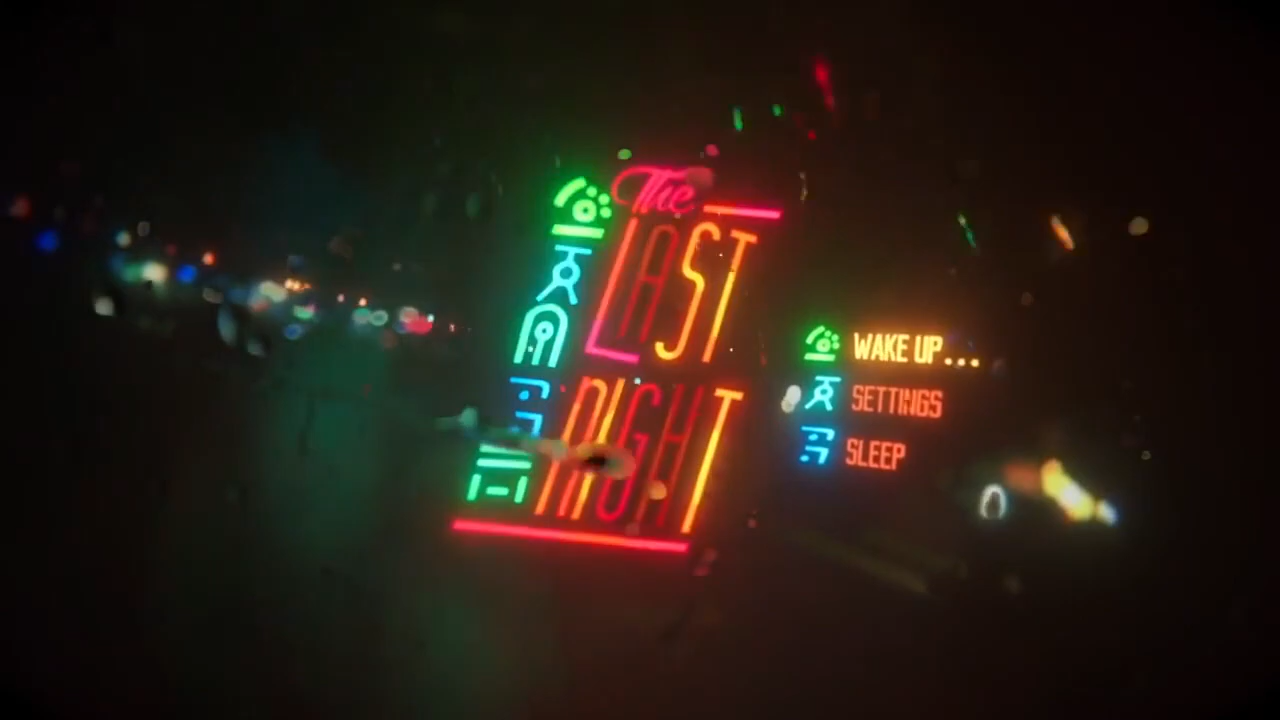 The
LAST
NIGHT
WAKE UP...
SETTINGS
SLEEP